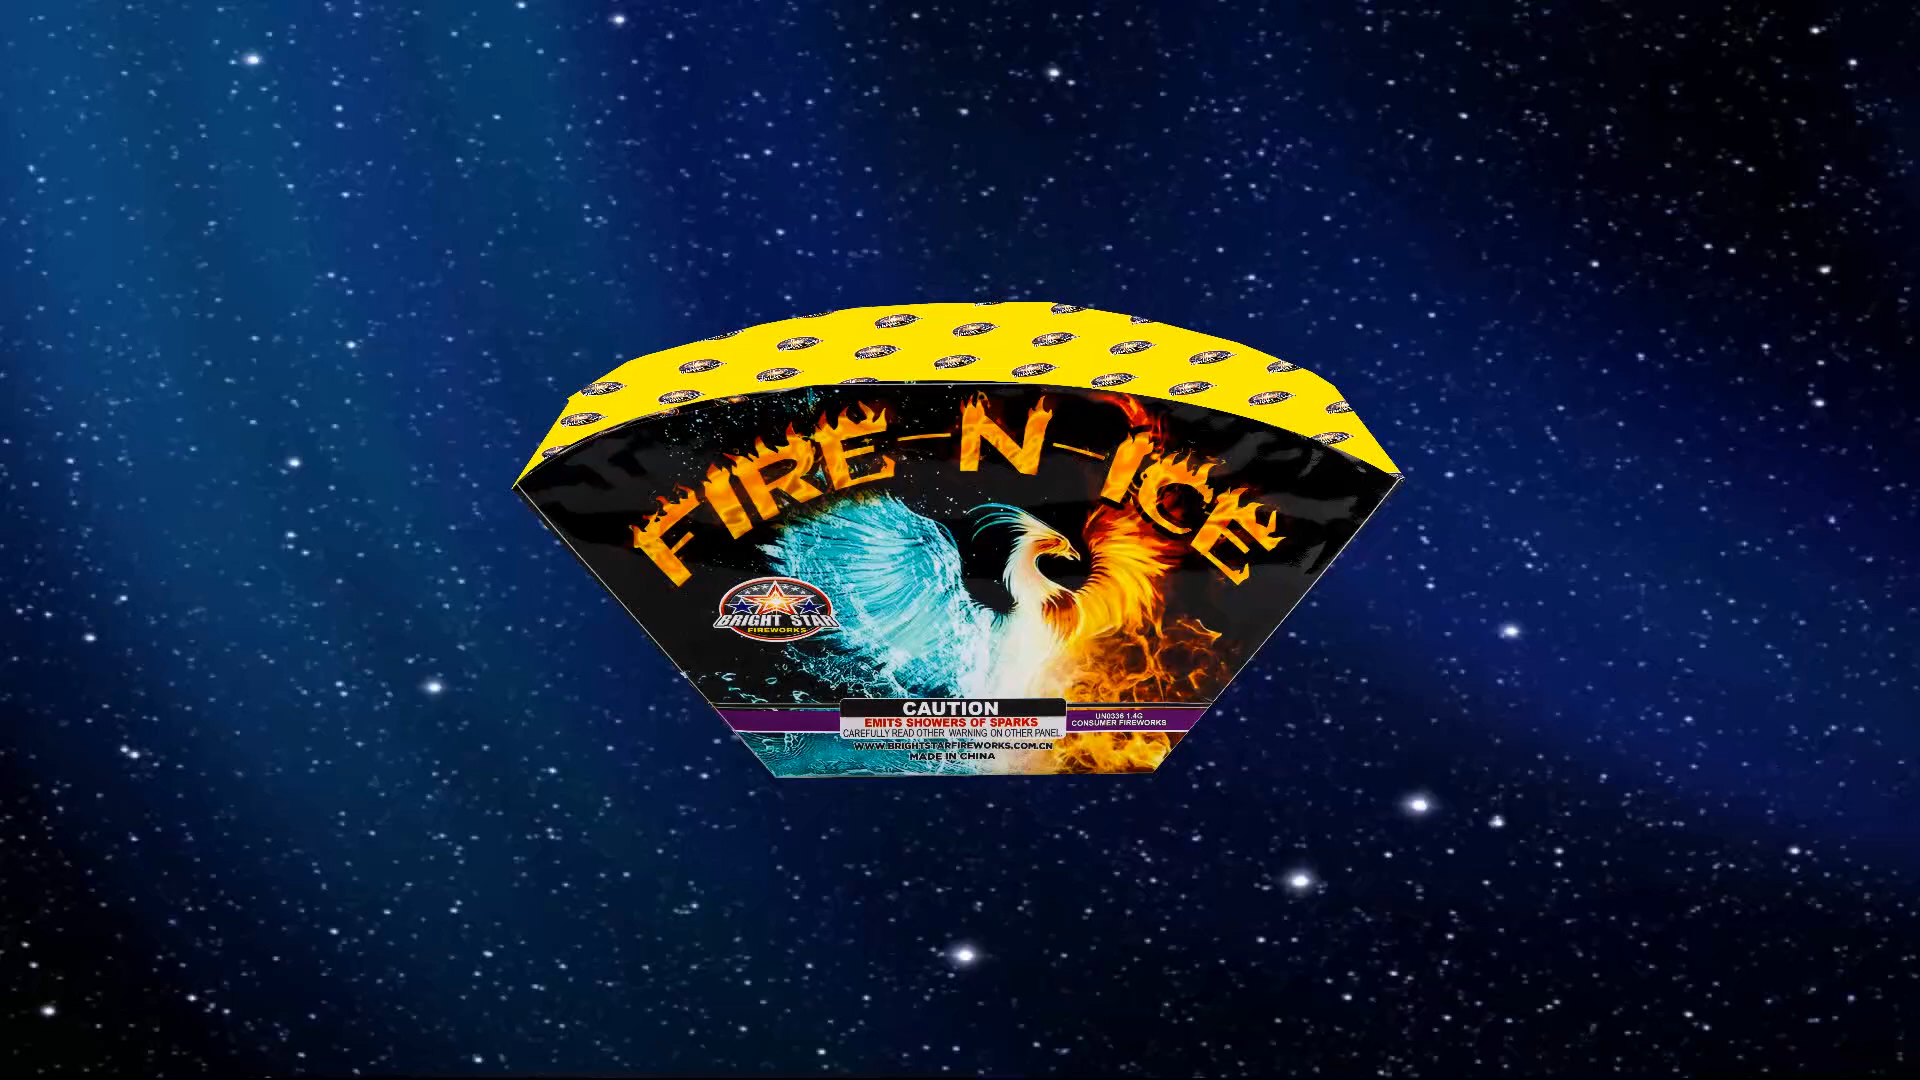 FIRE-N-ICE
BRIGHT STAR
FIREWORKS
CAUTION
EMITS SHOWERS OF SPARKS
CAREFULLY READ OTHER WARNING ON OTHER PANEL.
UN0336 1.4G
CONSUMER FIREWORKS
WWW.BRIGHTSTARFIREWORKS.COM.CN
MADE IN CHINA